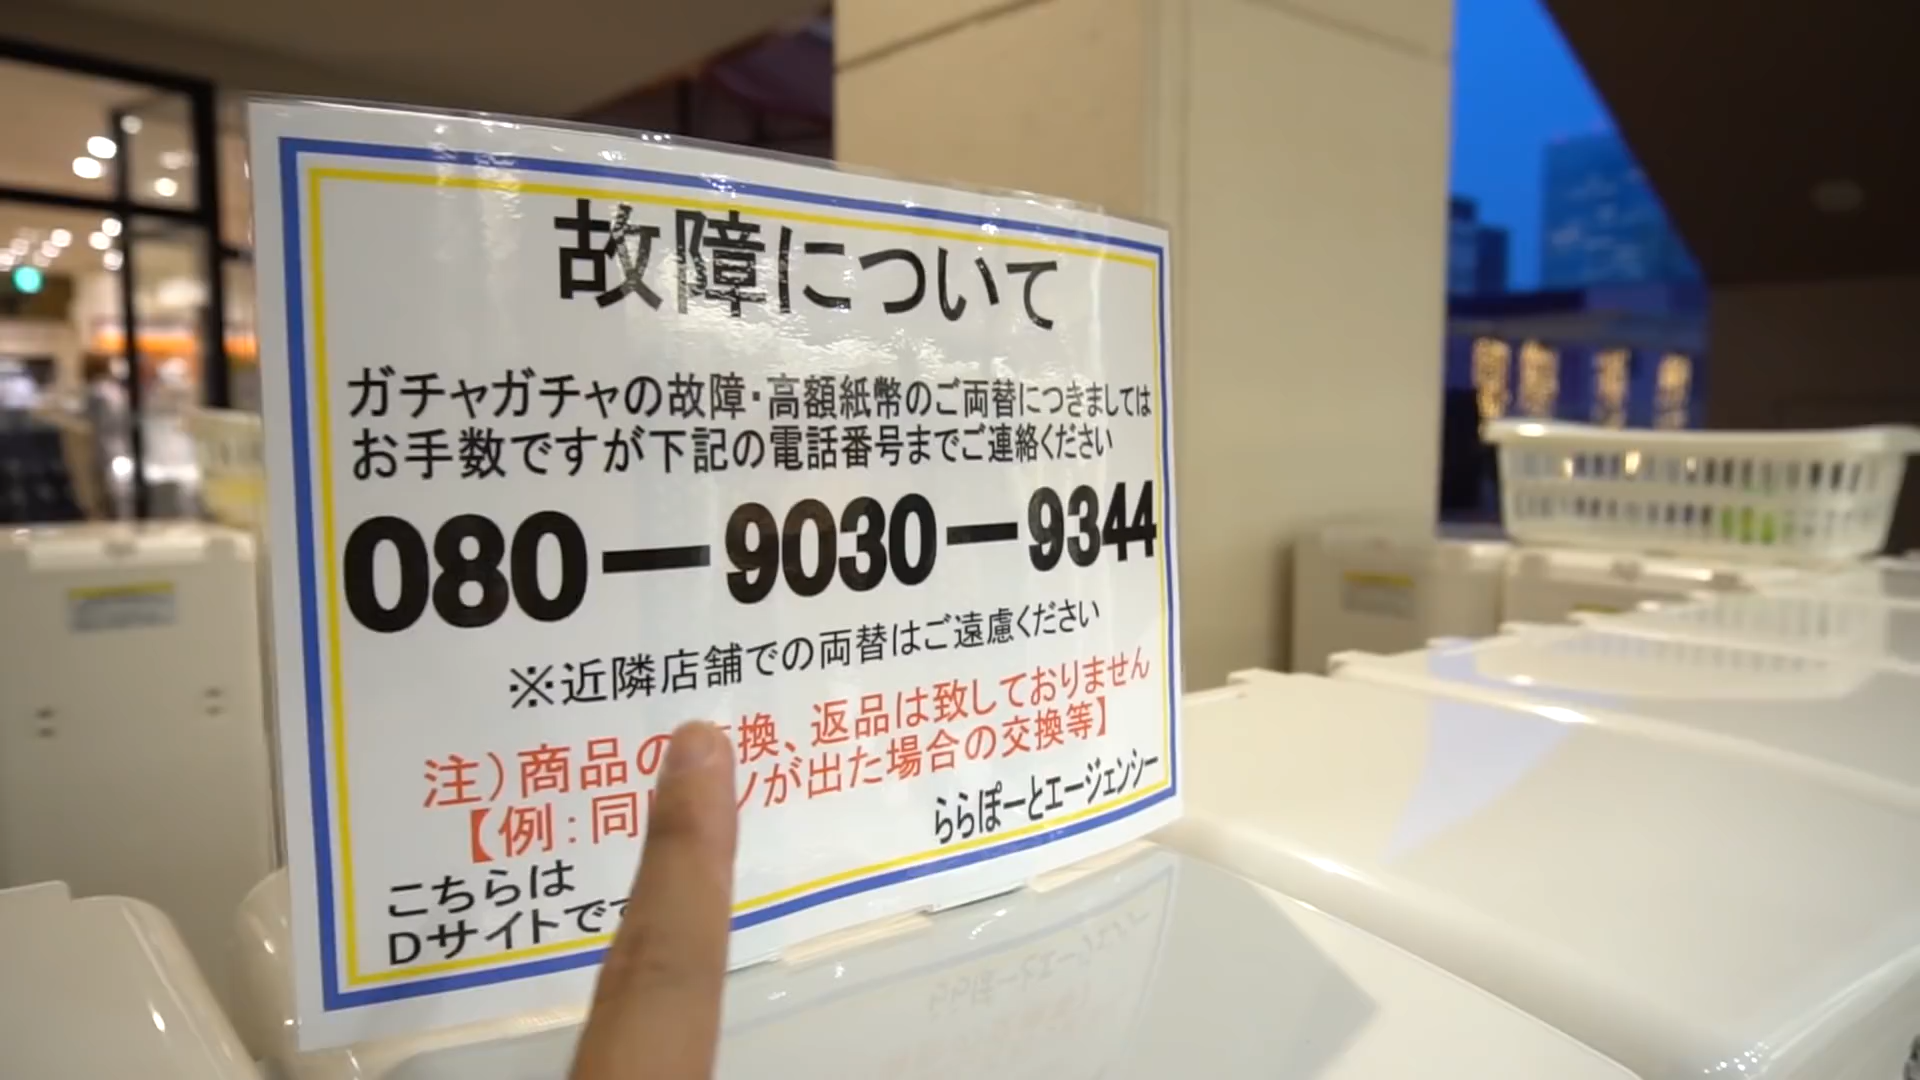 故障について
ガチャガチャの故障・高額紙幣のご両替につきましては
お手数ですが下記の電話番号までご連絡ください
080-9030-9344
※近隣店舗での両替はご遠慮ください
注)商品の 換、返品は致しておりません
【例:同 ノが出た場合の交換等】
ららぽーとエージェンシー
こちらは
Dサイトです